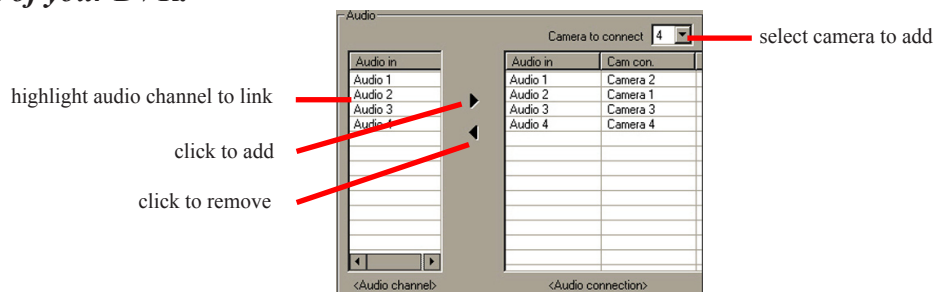 of your DVR.
Audio
Camera to connect 4
select camera to add
Audio in
Audio in Cam con.
Audio 1
Audio 1 Camera 2
highlight audio channel to link
Audio 2
Audio 2 Camera 1
Audio 3
Audio 3 Camera 3
Audio 4
Audio 4 Camera 4
click to add
click to remove
<Audio channel>
<Audio connection>